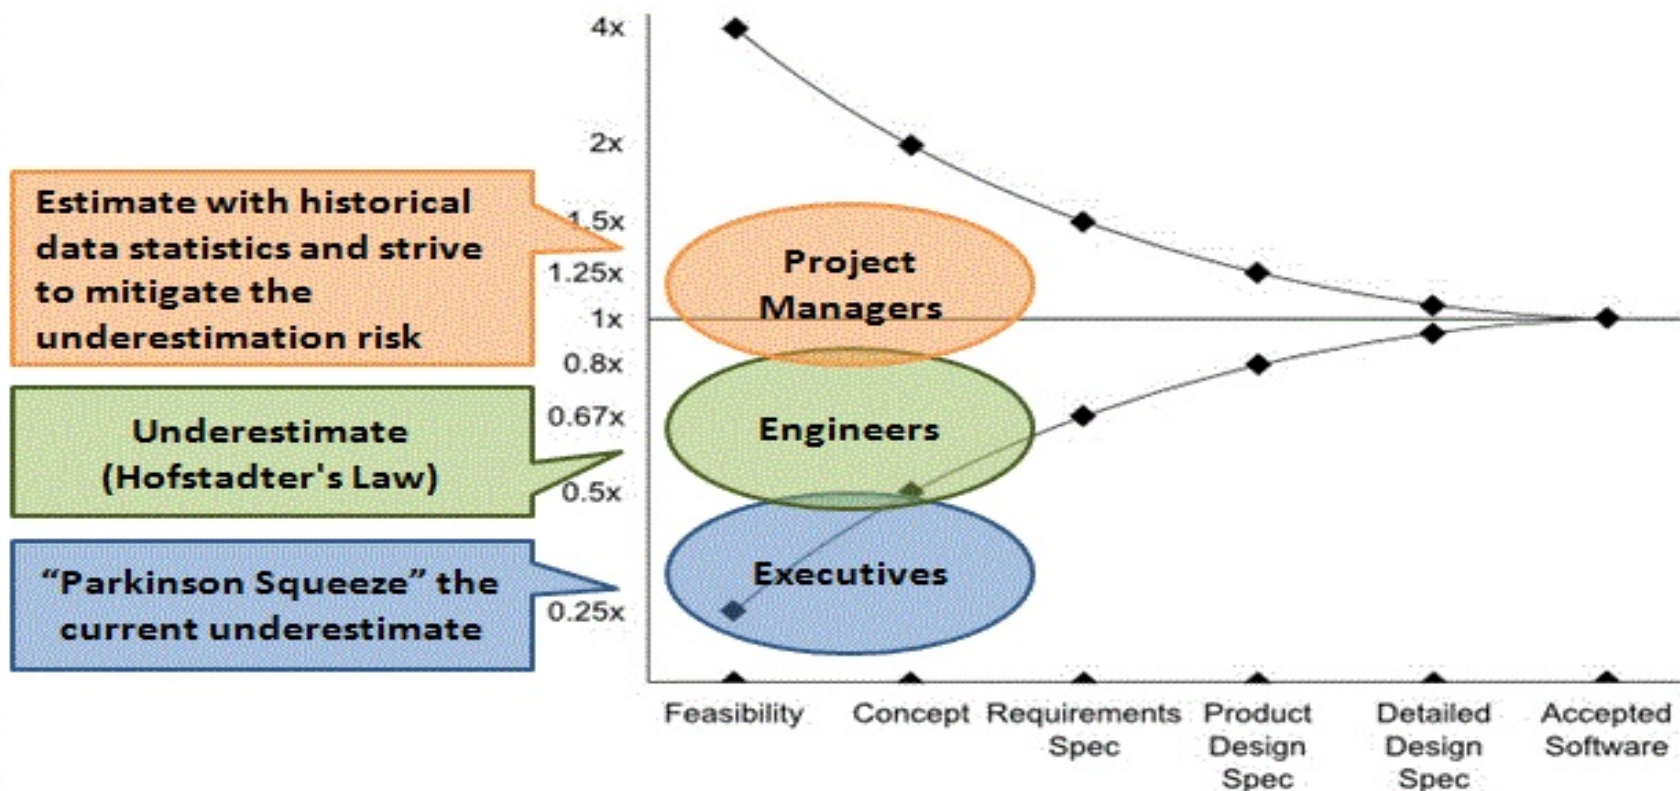 4x
2x
1.5x
1.25x
1x
0.8x
0.67x
0.5x
0.25x
Estimate with historical
data statistics and strive
to mitigate the
underestimation risk
Underestimate
(Hofstadter's Law)
“Parkinson Squeeze” the
current underestimate
Project
Managers
Engineers
Executives
Feasibility
Concept
Requirements
Spec
Product
Design
Spec
Detailed
Design
Spec
Accepted
Software